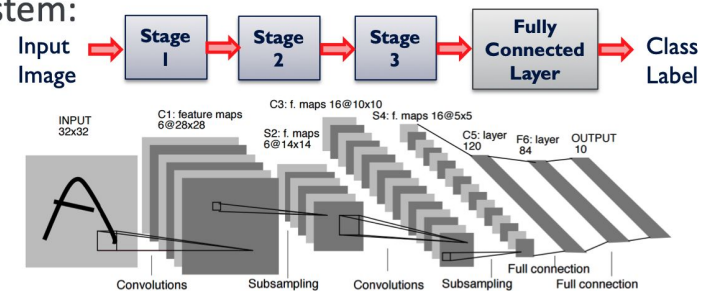 stem:
Input Image
Stage 1
Stage 2
Stage 3
Fully Connected Layer
Class Label
INPUT
32x32
C1: feature maps
6@28x28
S2: f. maps
6@14x14
C3: f. maps 16@10x10
S4: f. maps 16@5x5
C5: layer
120
F6: layer
84
OUTPUT
10
Convolutions
Subsampling
Convolutions
Subsampling
Full connection
Full connection